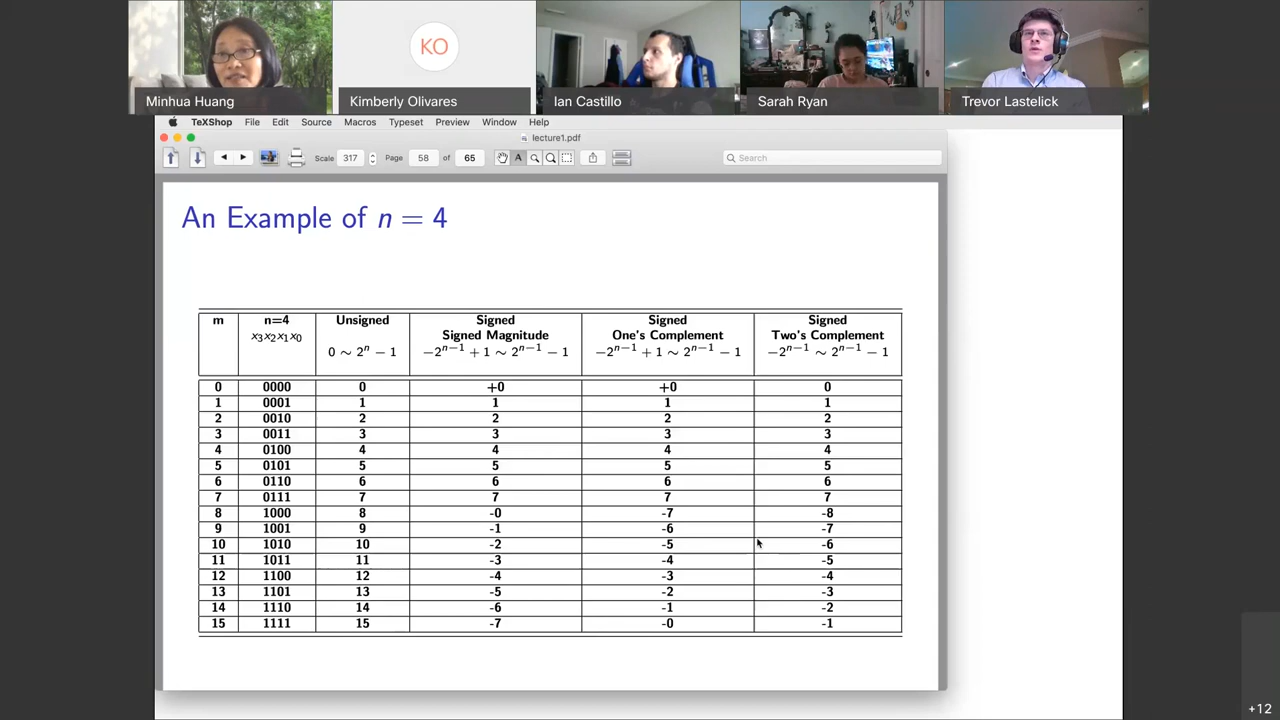 KO
Minhua Huang
Kimberly Olivares
Ian Castillo
Sarah Ryan
Trevor Lastelick
TeXShop File Edit Source Macros Typeset Preview Window Help
lecture1.pdf
Scale 317 Page 58 of 65 Search
An Example of n = 4
m n=4 Unsigned Signed Signed Signed
x₃x₂x₁x₀ Signed Magnitude One's Complement Two's Complement
0 ∼ 2ⁿ − 1 −2ⁿ⁻¹ + 1 ∼ 2ⁿ⁻¹ − 1 −2ⁿ⁻¹ + 1 ∼ 2ⁿ⁻¹ − 1 −2ⁿ⁻¹ ∼ 2ⁿ⁻¹ − 1
0 0000 0 +0 +0 0
1 0001 1 1 1 1
2 0010 2 2 2 2
3 0011 3 3 3 3
4 0100 4 4 4 4
5 0101 5 5 5 5
6 0110 6 6 6 6
7 0111 7 7 7 7
8 1000 8 -0 -7 -8
9 1001 9 -1 -6 -7
10 1010 10 -2 -5 -6
11 1011 11 -3 -4 -5
12 1100 12 -4 -3 -4
13 1101 13 -5 -2 -3
14 1110 14 -6 -1 -2
15 1111 15 -7 -0 -1
+12